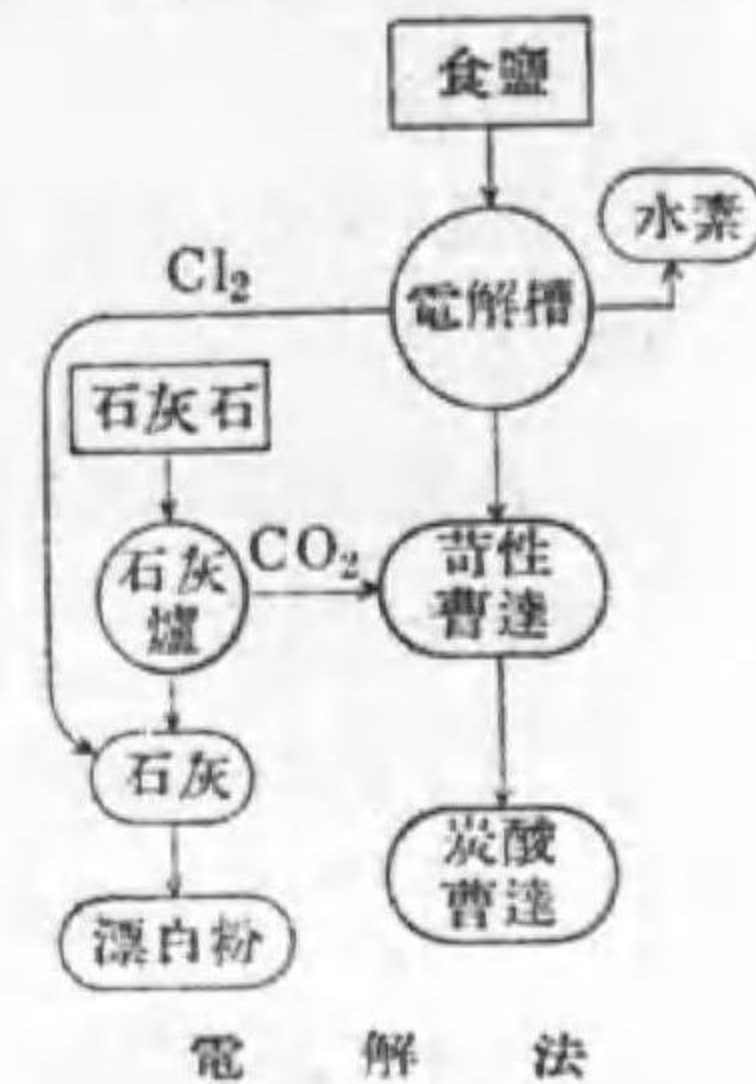 食鹽
水素
電解槽
Cl₂
石灰石
石灰
爐
CO₂
苛性
曹達
石灰
炭酸
曹達
漂白粉
電解法